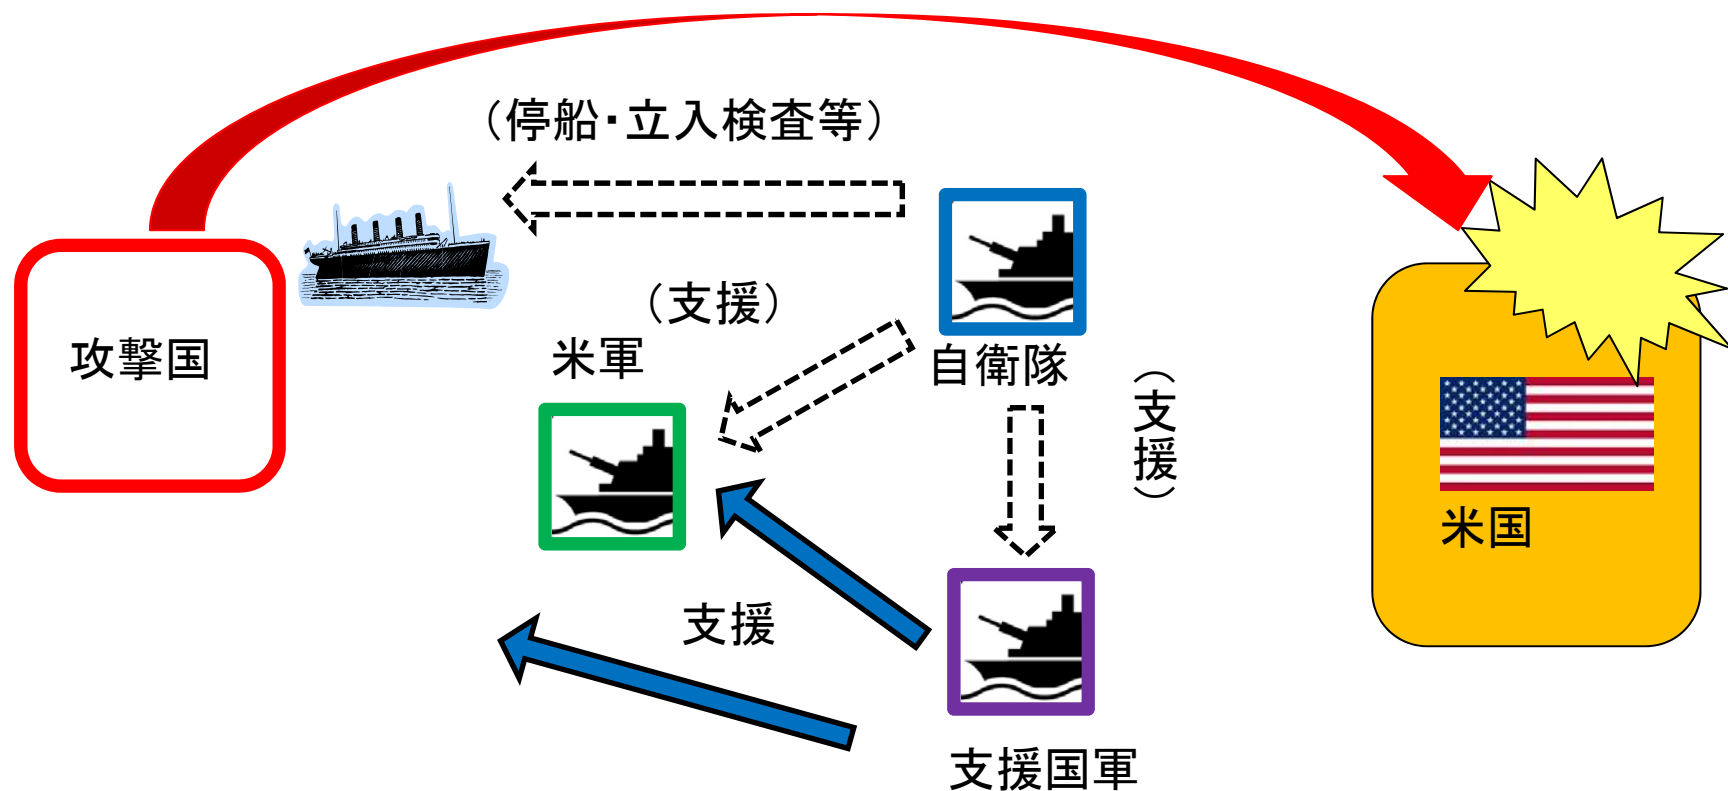 （停船・立入検査等）
（支援）
米軍
自衛隊
攻撃国
（支援）
米国
支援
支援国軍